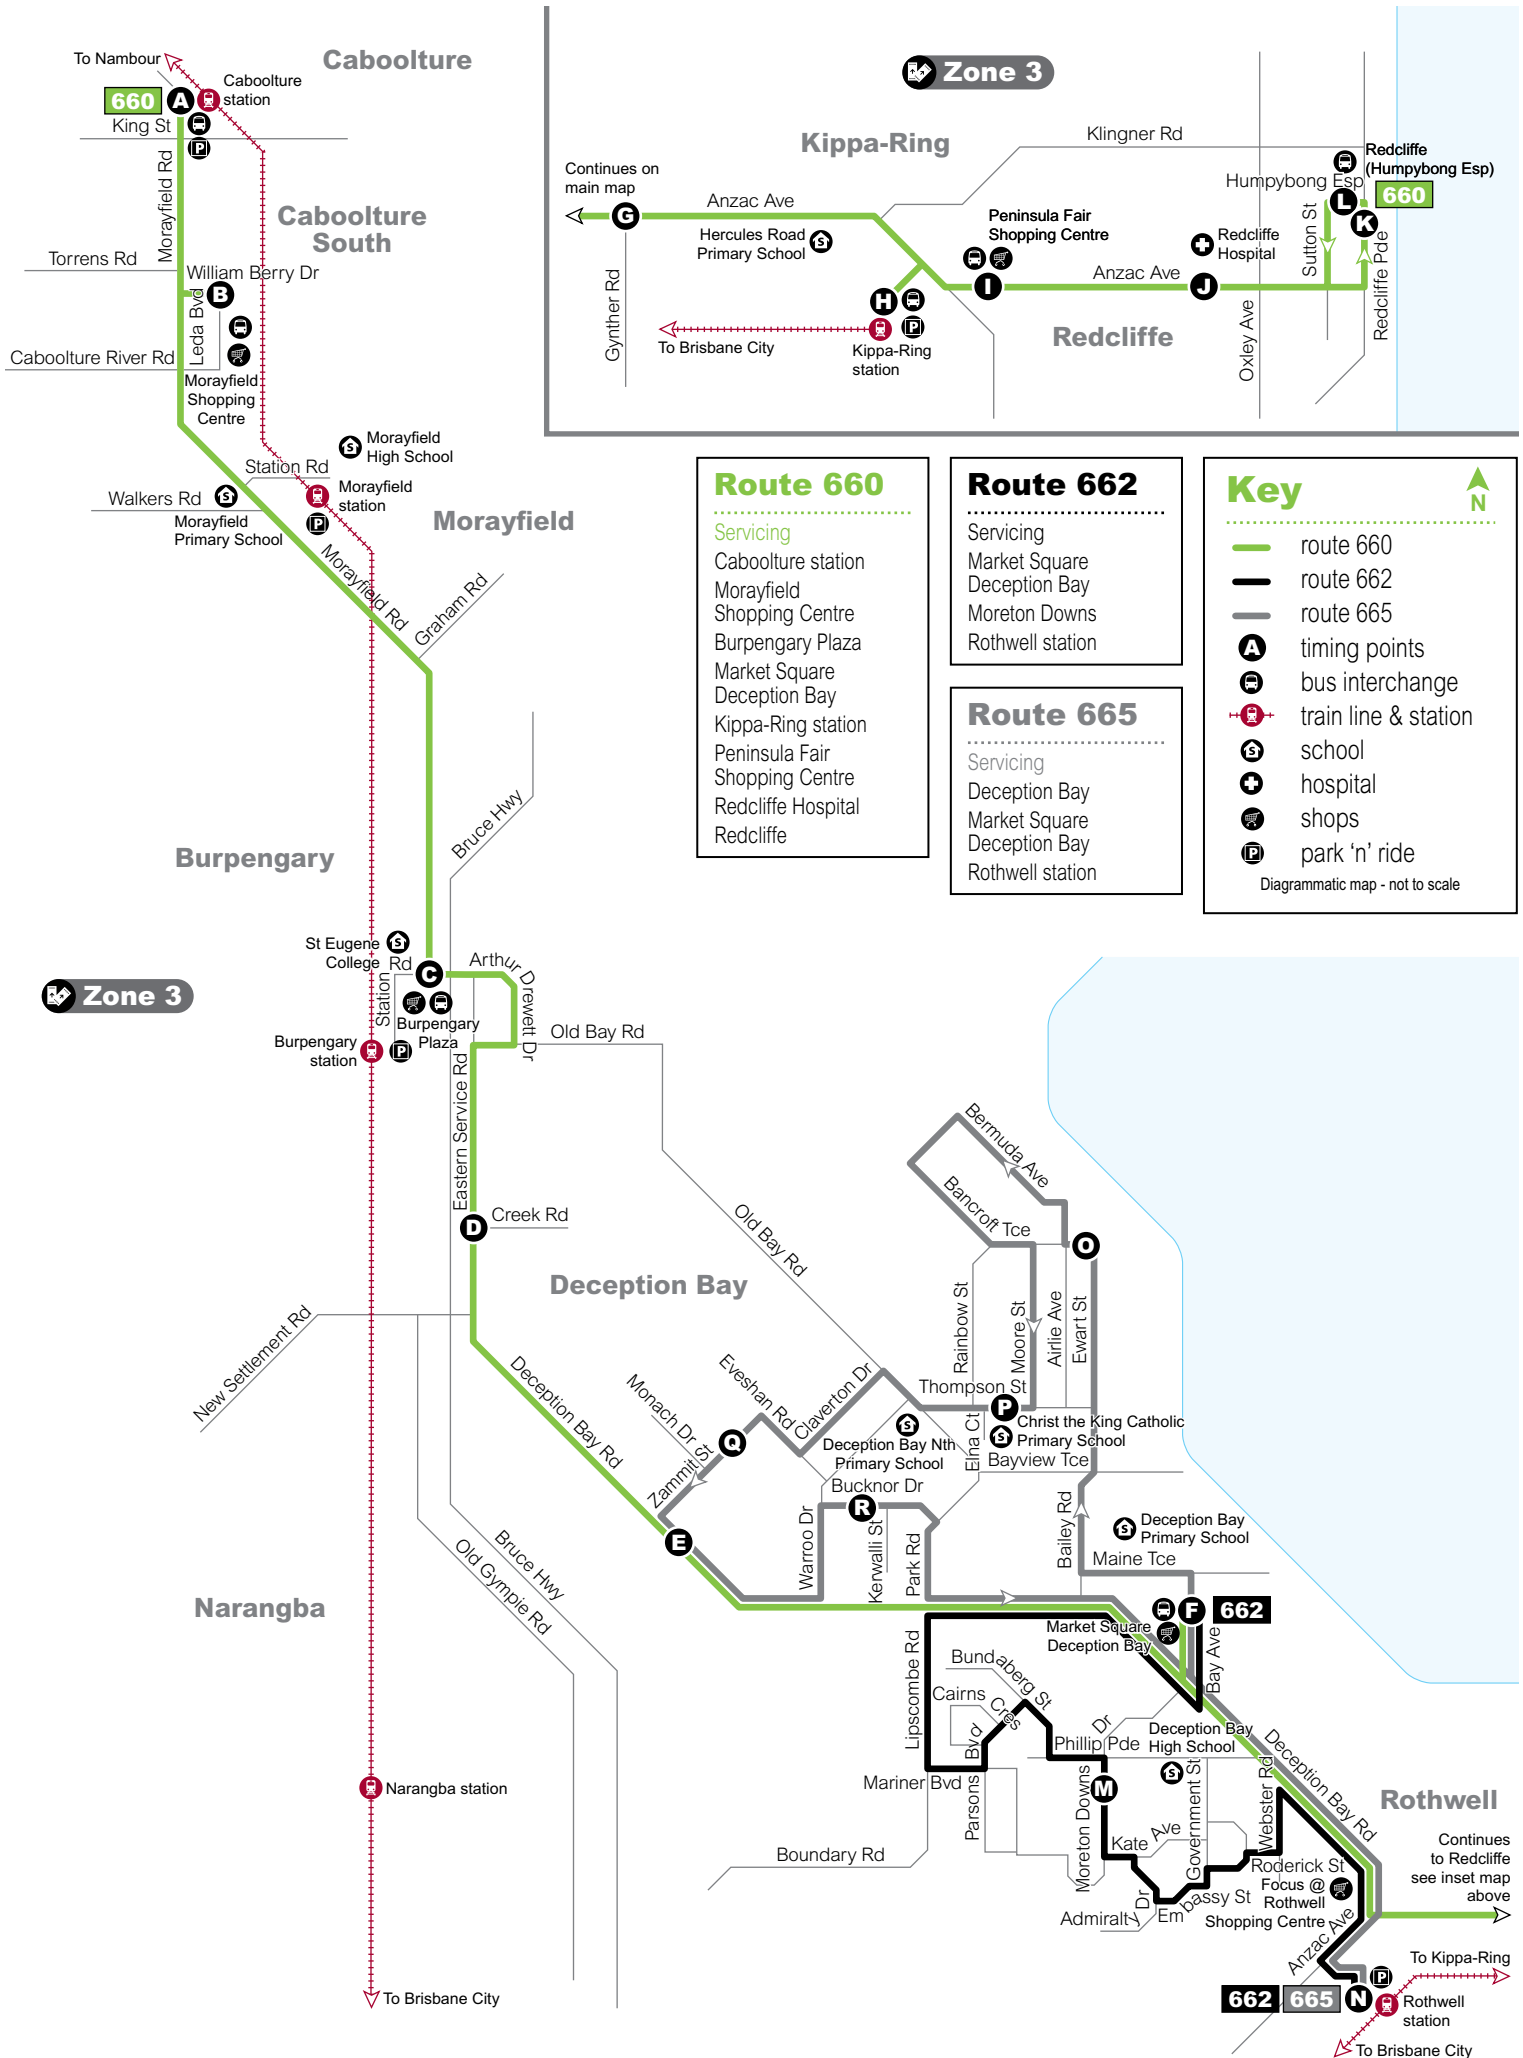 To Nambour
Caboolture
Caboolture
station
660
A
King St
P
Morayfield Rd
Caboolture
South
Torrens Rd
William Berry Dr
B
Leda Bvd
Caboolture River Rd
Morayfield
Shopping
Centre
S
Morayfield
High School
Station Rd
Walkers Rd
S
Morayfield
station
P
Morayfield
Primary School
Morayfield
Morayfield Rd
Graham Rd
Bruce Hwy
Burpengary
St Eugene
College
S
Station Rd
C
Arthur Drewett Dr
Zone 3
Burpengary
Plaza
Burpengary
station
P
Old Bay Rd
Eastern Service Rd
D
Creek Rd
Old Bay Rd
Deception Bay
New Settlement Rd
Deception Bay Rd
Bruce Hwy
Old Gympie Rd
Narangba
Narangba station
To Brisbane City
Zone 3
Kippa-Ring
Klingner Rd
Continues on
main map
G
Anzac Ave
Hercules Road
Primary School
S
Gynther Rd
Peninsula Fair
Shopping Centre
H
P
I
Anzac Ave
J
Redcliffe
Hospital
Redcliffe
(Humpybong Esp)
Humpybong Esp
L
660
K
Sutton St
Redcliffe Pde
Oxley Ave
Redcliffe
To Brisbane City
Kippa-Ring
station
Route 660
Servicing
Caboolture station
Morayfield
Shopping Centre
Burpengary Plaza
Market Square
Deception Bay
Kippa-Ring station
Peninsula Fair
Shopping Centre
Redcliffe Hospital
Redcliffe
Route 662
Servicing
Market Square
Deception Bay
Moreton Downs
Rothwell station
Route 665
Servicing
Deception Bay
Market Square
Deception Bay
Rothwell station
Key
N
route 660
route 662
route 665
A
timing points
bus interchange
train line & station
S
school
hospital
shops
P
park 'n' ride
Diagrammatic map - not to scale
Bermuda Ave
Bancroft Tce
O
Rainbow St
Moore St
Airlie Ave
Ewart St
Thompson St
P
Elna Ct
S
Christ the King Catholic
Primary School
Bayview Tce
Claverton Dr
Eveshan Rd
Monach Dr
Zammit St
Q
S
Deception Bay Nth
Primary School
Bucknor Dr
R
Warroo Dr
Kerwalli St
Park Rd
E
Bailey Rd
S
Deception Bay
Primary School
Maine Tce
F
662
Market Square
Deception Bay
Bay Ave
Lipscombe Rd
Bundaberg St
Cairns Cres
Parsons Bvd
Mariner Bvd
Boundary Rd
Phillip Pde
Moreton Downs Dr
M
Deception Bay
High School
S
Government St
Webster Rd
Deception Bay Rd
Kate Ave
Admiralty Dr
Embassy St
Roderick St
Focus @
Rothwell
Shopping Centre
Anzac Ave
Rothwell
Continues
to Redcliffe
see inset map
above
To Kippa-Ring
P
662
665
N
Rothwell
station
To Brisbane City